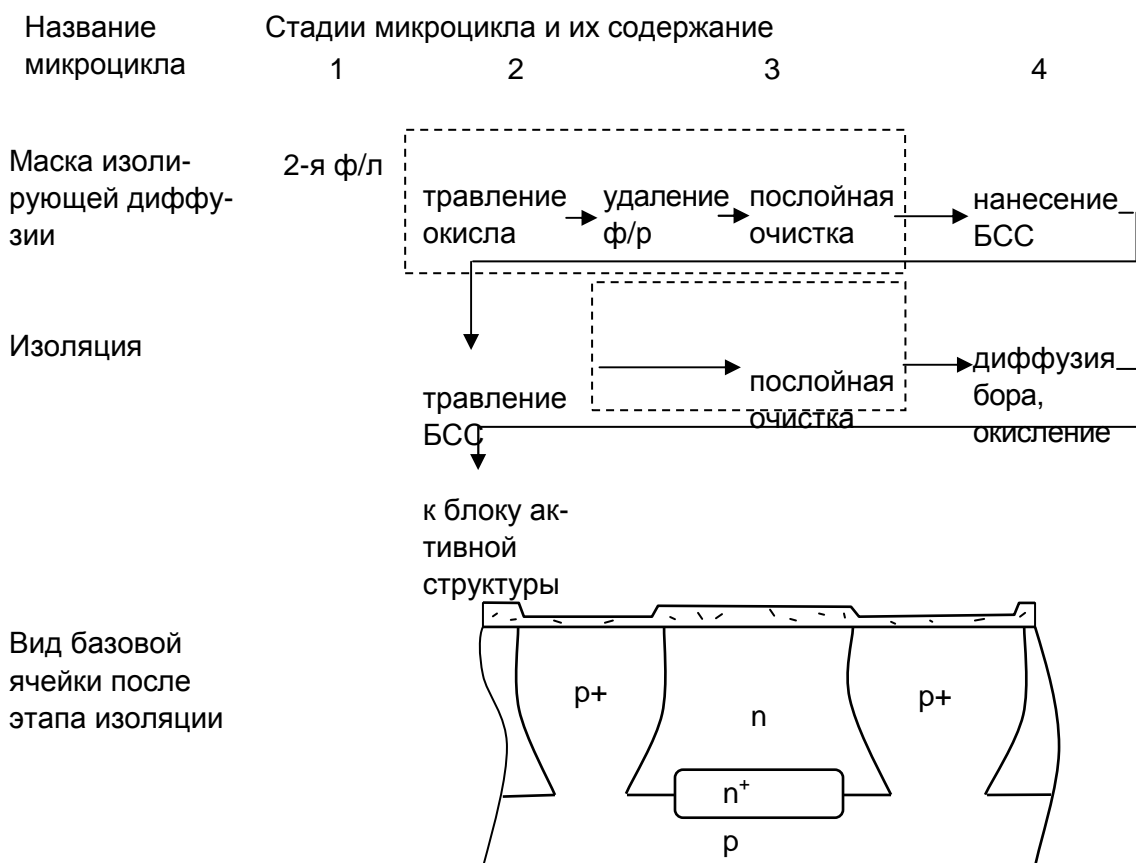 Название
микроцикла
Стадии микроцикла и их содержание
1 2 3 4
Маска изоли-
рующей диффу-
зии
2-я ф/л
травление
окисла
удаление
ф/р
послойная
очистка
нанесение
БСС
Изоляция
травление
БСС
послойная
очистка
диффузия
бора,
окисление
к блоку ак-
тивной
структуры
Вид базовой
ячейки после
этапа изоляции
p+
n
p+
n⁺
p